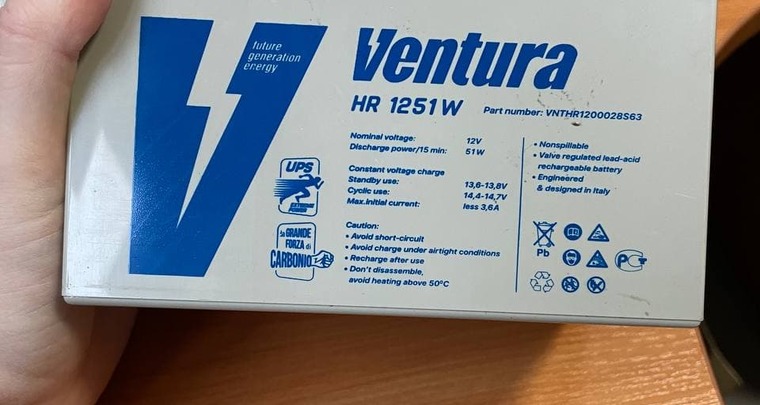 future
generation
energy
Ventura
HR 1251W Part number: VNTHR1200028S63
Nominal voltage: 12V
Discharge power/15 min: 51W
Constant voltage charge
Standby use: 13,6-13,8V
Cyclic use: 14,4-14,7V
Max.initial current: less 3,6A
Caution:
• Avoid short-circuit
• Avoid charge under airtight conditions
• Recharge after use
• Don't disassemble,
avoid heating above 50°C
• Nonspillable
• Valve regulated lead-acid
rechargeable battery
• Engineered
& designed in Italy
UPS
la GRANDE
FORZA di
CARBONIO
Pb